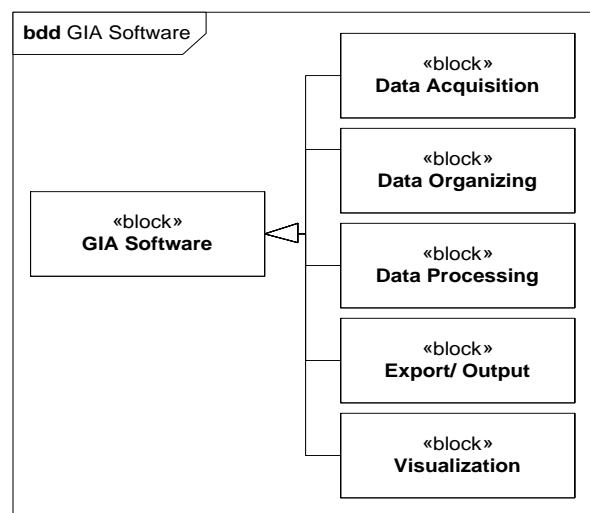 bdd GIA Software
«block»
Data Acquisition
«block»
Data Organizing
«block»
GIA Software
«block»
Data Processing
«block»
Export/ Output
«block»
Visualization